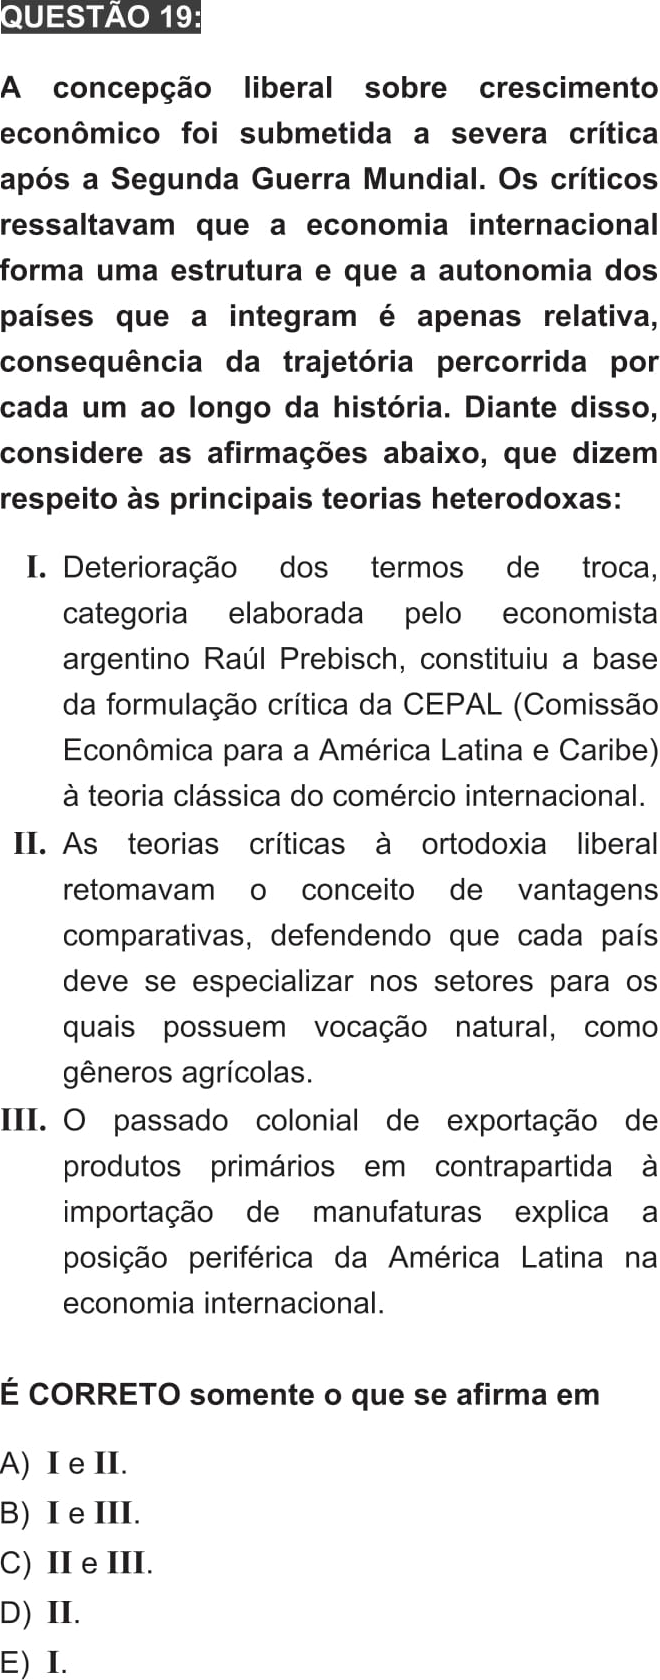 QUESTÃO 19:
A concepção liberal sobre crescimento
econômico foi submetida a severa crítica
após a Segunda Guerra Mundial. Os críticos
ressaltavam que a economia internacional
forma uma estrutura e que a autonomia dos
países que a integram é apenas relativa,
consequência da trajetória percorrida por
cada um ao longo da história. Diante disso,
considere as afirmações abaixo, que dizem
respeito às principais teorias heterodoxas:
I. Deterioração dos termos de troca,
categoria elaborada pelo economista
argentino Raúl Prebisch, constituiu a base
da formulação crítica da CEPAL (Comissão
Econômica para a América Latina e Caribe)
à teoria clássica do comércio internacional.
II. As teorias críticas à ortodoxia liberal
retomavam o conceito de vantagens
comparativas, defendendo que cada país
deve se especializar nos setores para os
quais possuem vocação natural, como
gêneros agrícolas.
III. O passado colonial de exportação de
produtos primários em contrapartida à
importação de manufaturas explica a
posição periférica da América Latina na
economia internacional.
É CORRETO somente o que se afirma em
A) I e II.
B) I e III.
C) II e III.
D) II.
E) I.